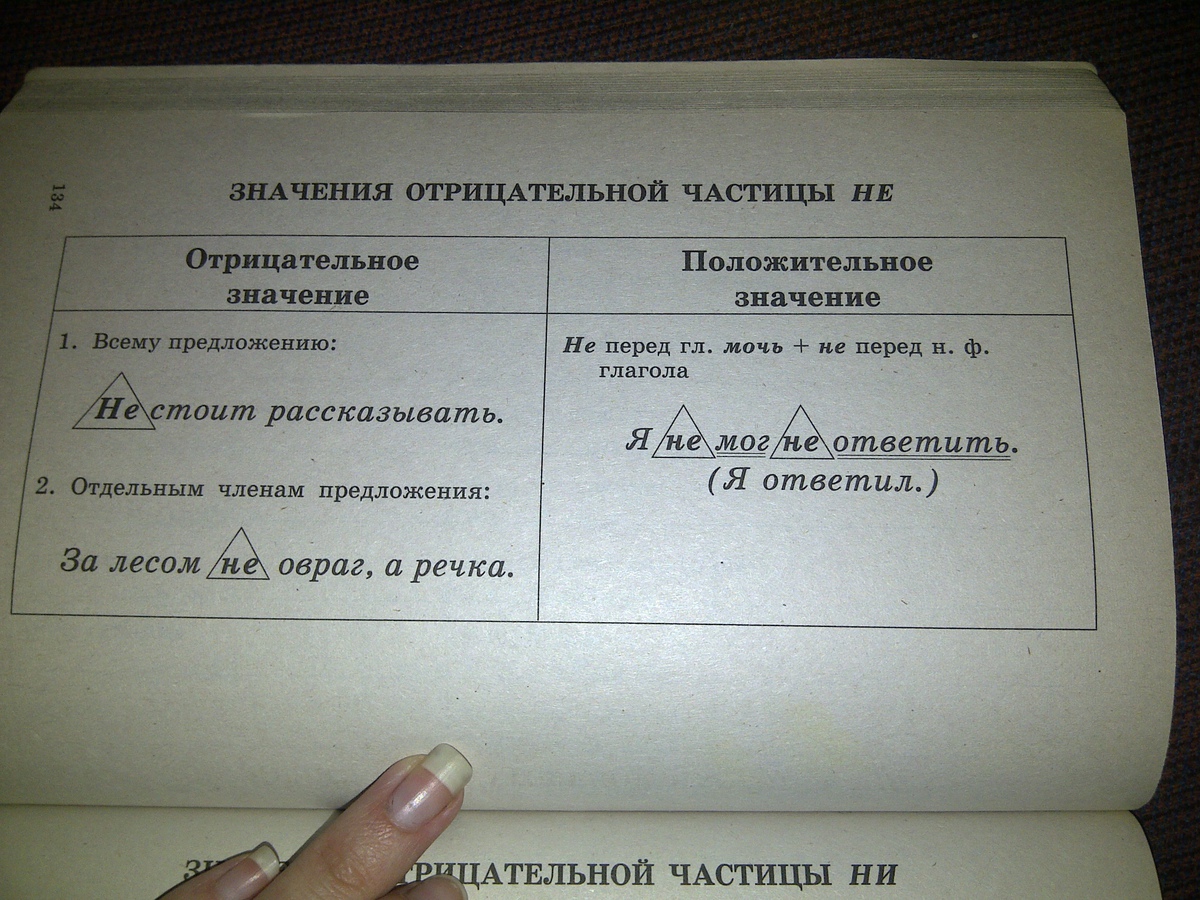 134
ЗНАЧЕНИЯ ОТРИЦАТЕЛЬНОЙ ЧАСТИЦЫ НЕ
Отрицательное
значение
1. Всему предложению:
Не стоит рассказывать.
2. Отдельным членам предложения:
За лесом не овраг, а речка.
Положительное
значение
Не перед гл. мочь + не перед н. ф.
глагола
Я не мог не ответить.
(Я ответил.)
ЧАСТИЦЫ НИ